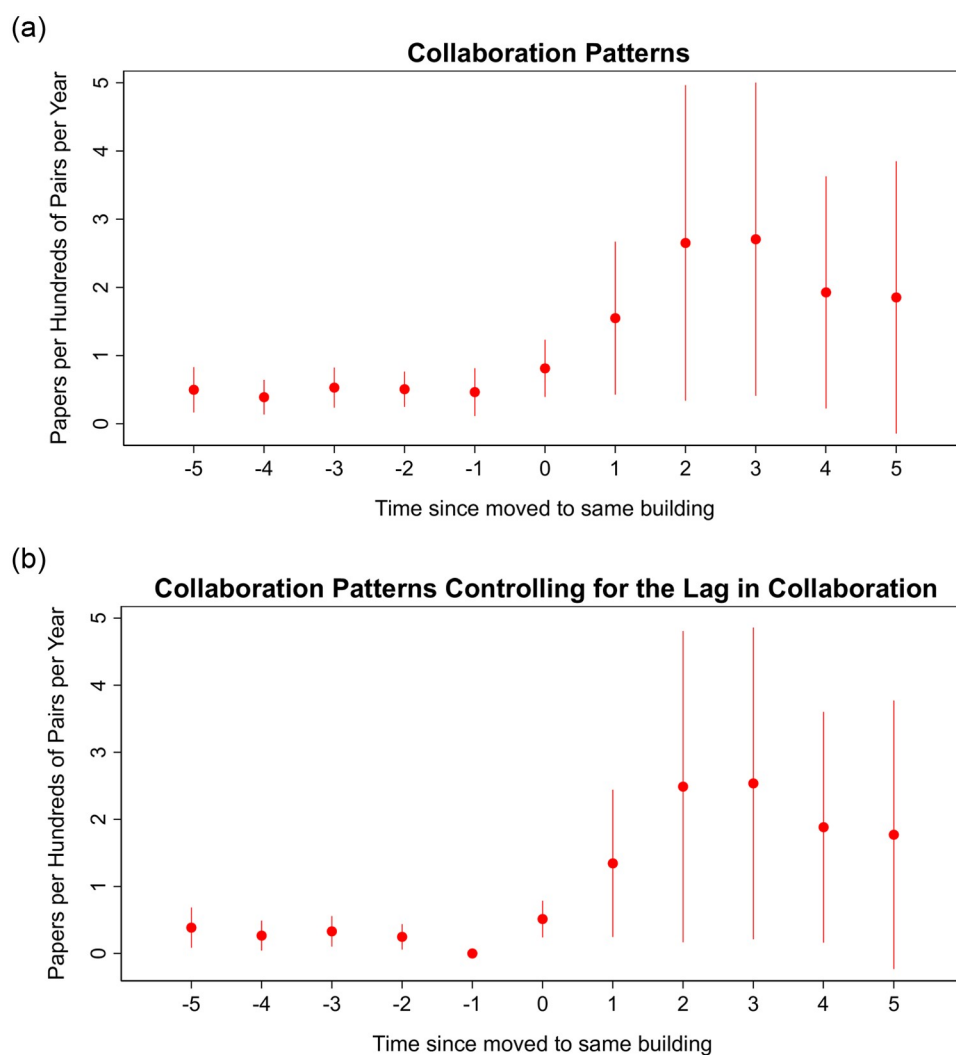 (a)
Collaboration Patterns
Papers per Hundreds of Pairs per Year
5
4
3
2
1
0
-5 -4 -3 -2 -1 0 1 2 3 4 5
Time since moved to same building
(b)
Collaboration Patterns Controlling for the Lag in Collaboration
Papers per Hundreds of Pairs per Year
5
4
3
2
1
0
-5 -4 -3 -2 -1 0 1 2 3 4 5
Time since moved to same building